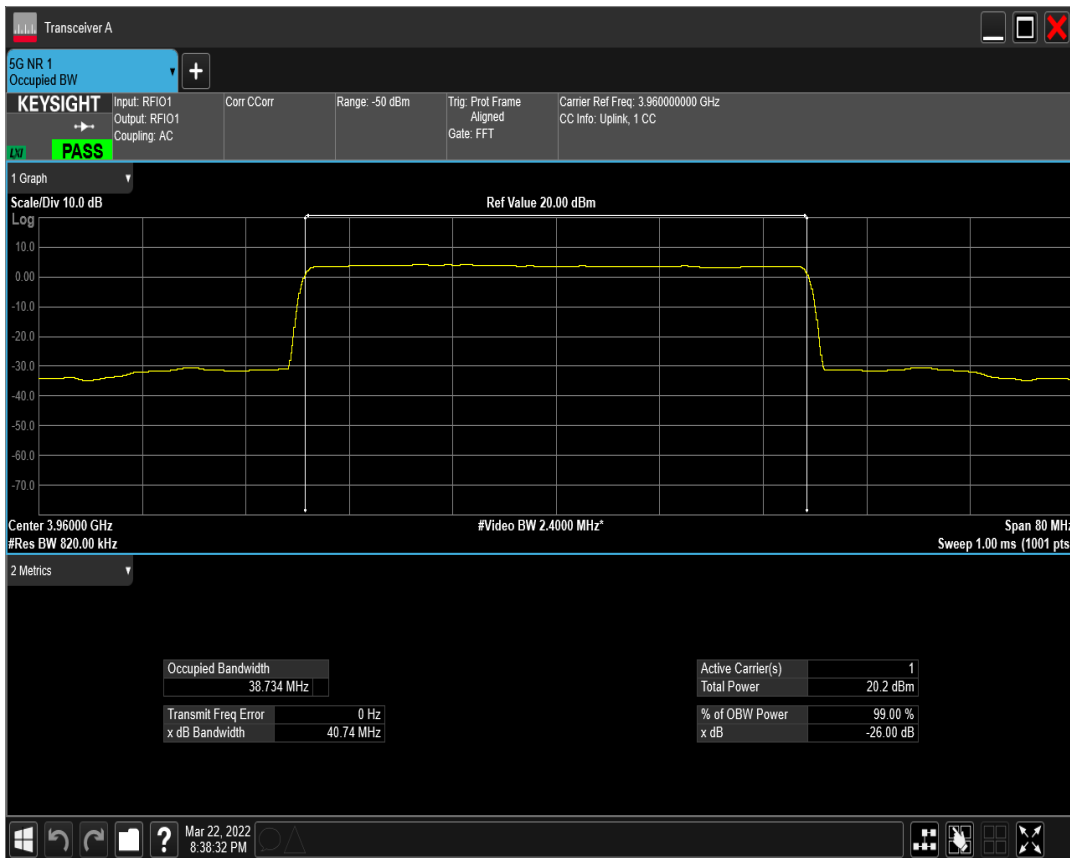 Transceiver A
5G NR 1
Occupied BW
+
KEYSIGHT
LXI
PASS
Input: RFIO1
Output: RFIO1
Coupling: AC
Corr CCorr
Range: -50 dBm
Trig: Prot Frame
Aligned
Gate: FFT
Carrier Ref Freq: 3.960000000 GHz
CC Info: Uplink, 1 CC
1 Graph
Scale/Div 10.0 dB
Ref Value 20.00 dBm
Log
10.0
0.00
-10.0
-20.0
-30.0
-40.0
-50.0
-60.0
-70.0
Center 3.96000 GHz
#Video BW 2.4000 MHz*
Span 80 MHz
#Res BW 820.00 kHz
Sweep 1.00 ms (1001 pts
2 Metrics
Occupied Bandwidth
38.734 MHz
Transmit Freq Error 0 Hz
x dB Bandwidth 40.74 MHz
Active Carrier(s) 1
Total Power 20.2 dBm
% of OBW Power 99.00 %
x dB -26.00 dB
?
Mar 22, 2022
8:38:32 PM